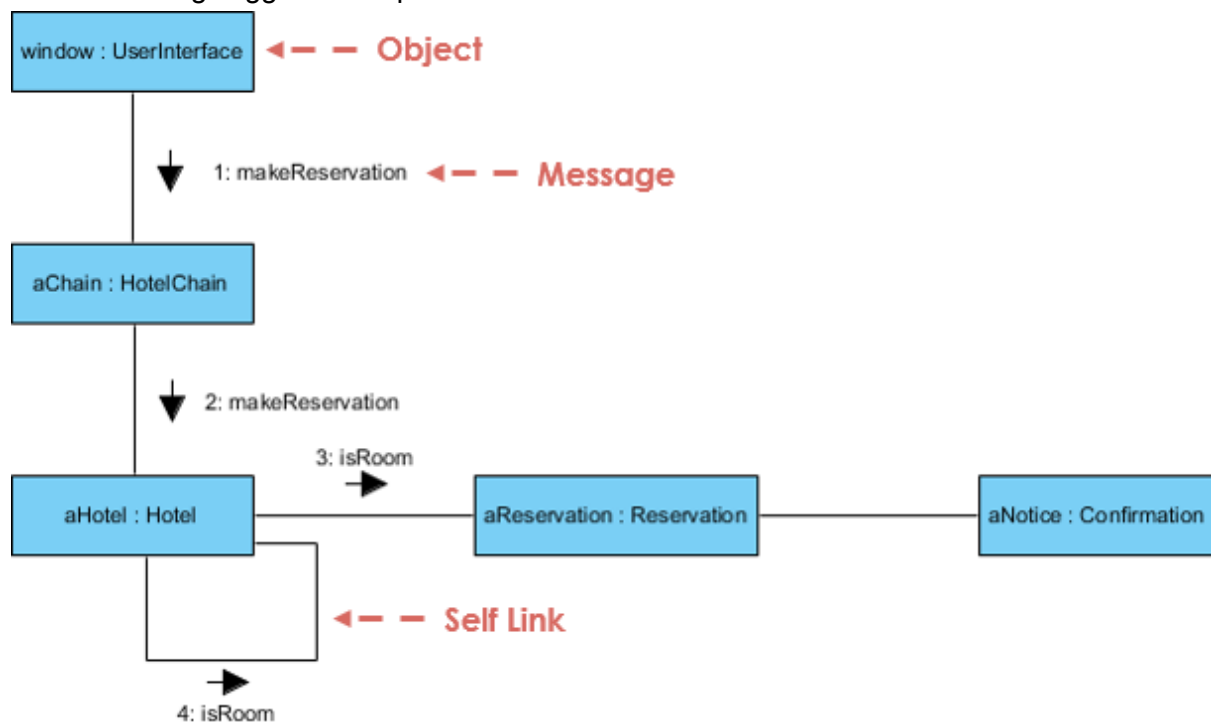 window : UserInterface
Object
1: makeReservation
Message
aChain : HotelChain
2: makeReservation
3: isRoom
aHotel : Hotel
aReservation : Reservation
aNotice : Confirmation
Self Link
4: isRoom